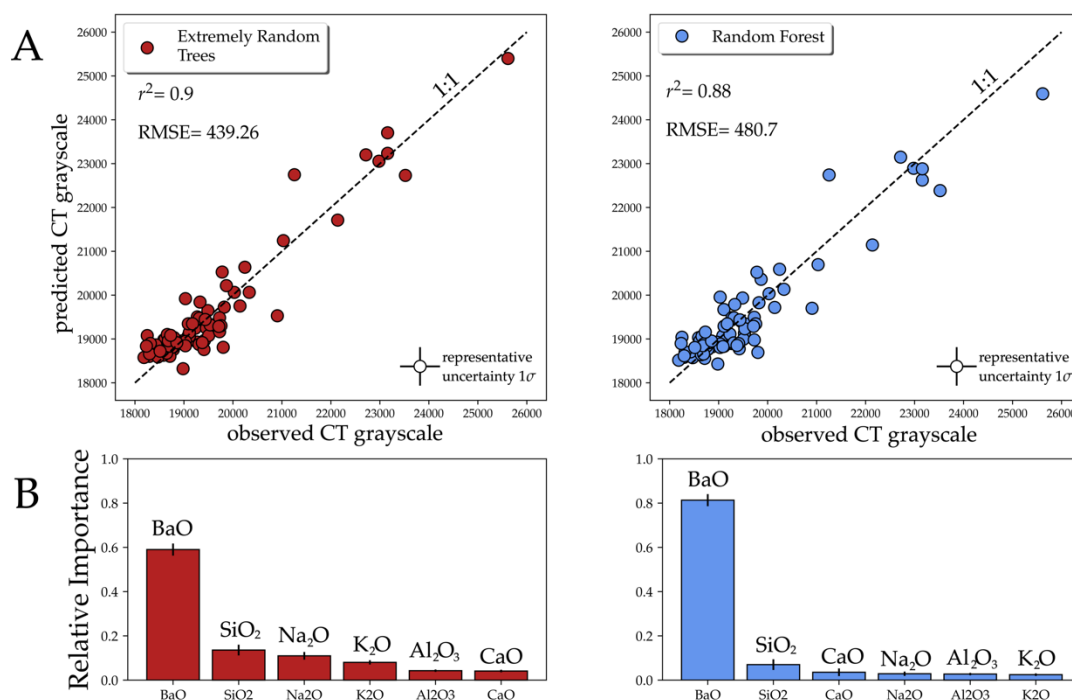 A
Extremely Random
Trees
r²= 0.9
RMSE= 439.26
1:1
representative
uncertainty 1σ
predicted CT grayscale
26000
25000
24000
23000
22000
21000
20000
19000
18000
18000 19000 20000 21000 22000 23000 24000 25000 26000
observed CT grayscale
Random Forest
r²= 0.88
RMSE= 480.7
1:1
representative
uncertainty 1σ
26000
25000
24000
23000
22000
21000
20000
19000
18000
18000 19000 20000 21000 22000 23000 24000 25000 26000
observed CT grayscale
B
Relative Importance
1.0
0.8
0.6
0.4
0.2
0.0
BaO
SiO₂
Na₂O
K₂O
Al₂O₃
CaO
BaO SiO2 Na2O K2O Al2O3 CaO
1.0
0.8
0.6
0.4
0.2
0.0
BaO
SiO₂
CaO
Na₂O
Al₂O₃
K₂O
BaO SiO2 CaO Na2O Al2O3 K2O